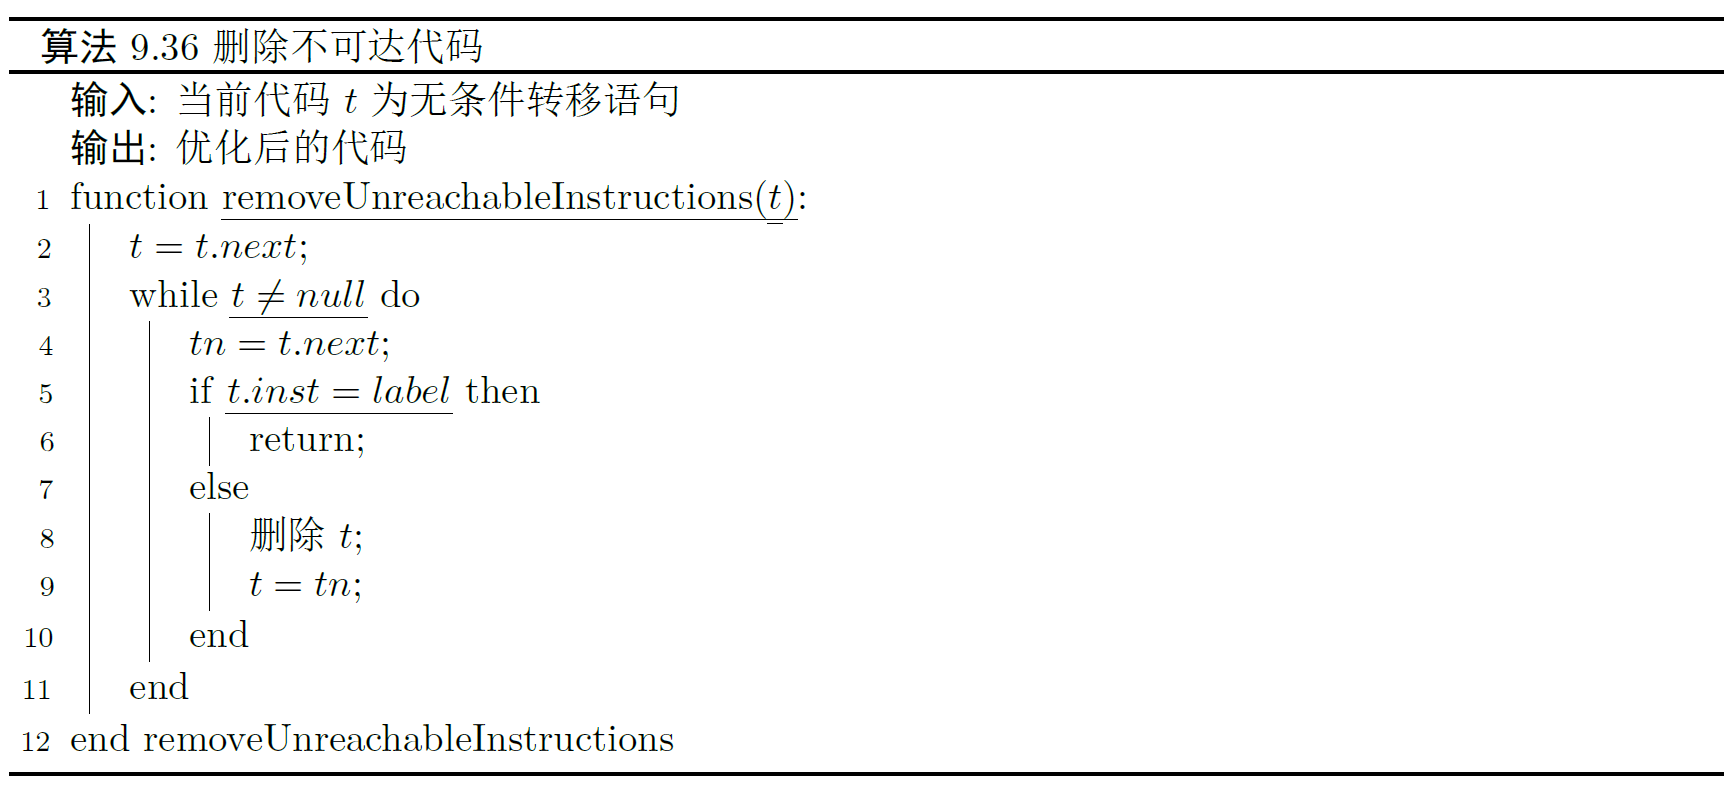 算法 9.36 删除不可达代码
输入: 当前代码 t 为无条件转移语句
输出: 优化后的代码
1 function removeUnreachableInstructions(t):
2 t = t.next;
3 while t ≠ null do
4 tn = t.next;
5 if t.inst = label then
6 return;
7 else
8 删除 t;
9 t = tn;
10 end
11 end
12 end removeUnreachableInstructions